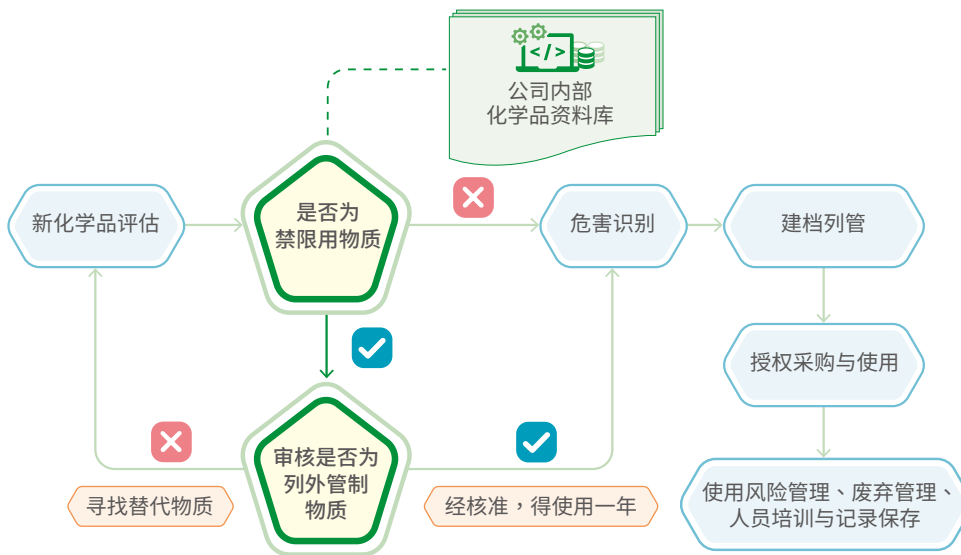 </>
公司内部
化学品资料库
新化学品评估
是否为
禁限用物质
危害识别
建档列管
授权采购与使用
审核是否为
列外管制
物质
寻找替代物质
经核准，得使用一年
使用风险管理、废弃管理、
人员培训与记录保存